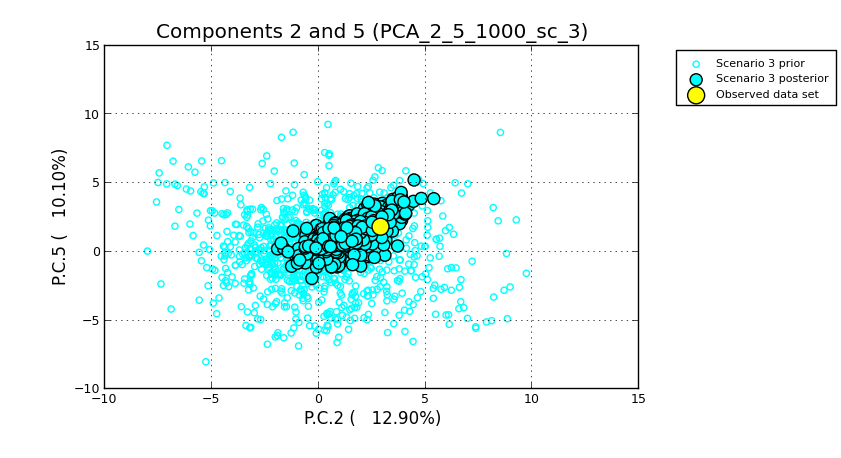 Components 2 and 5 (PCA_2_5_1000_sc_3)
15
10
5
0
−5
−10
−10
−5
0
5
10
15
P.C.5 ( 10.10%)
P.C.2 ( 12.90%)
Scenario 3 prior
Scenario 3 posterior
Observed data set